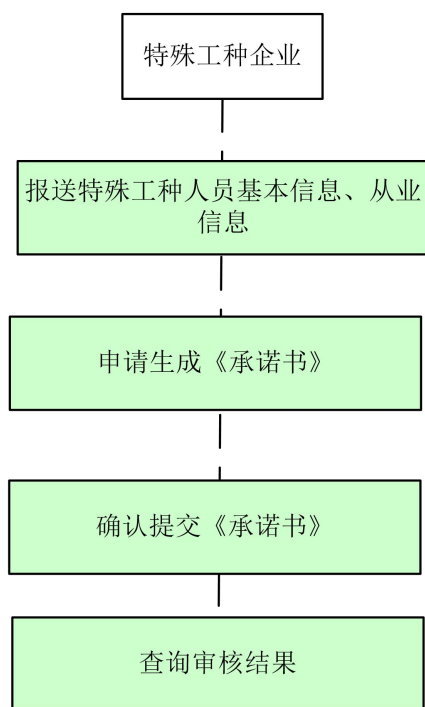 特殊工种企业
报送特殊工种人员基本信息、从业
信息
申请生成《承诺书》
确认提交《承诺书》
查询审核结果